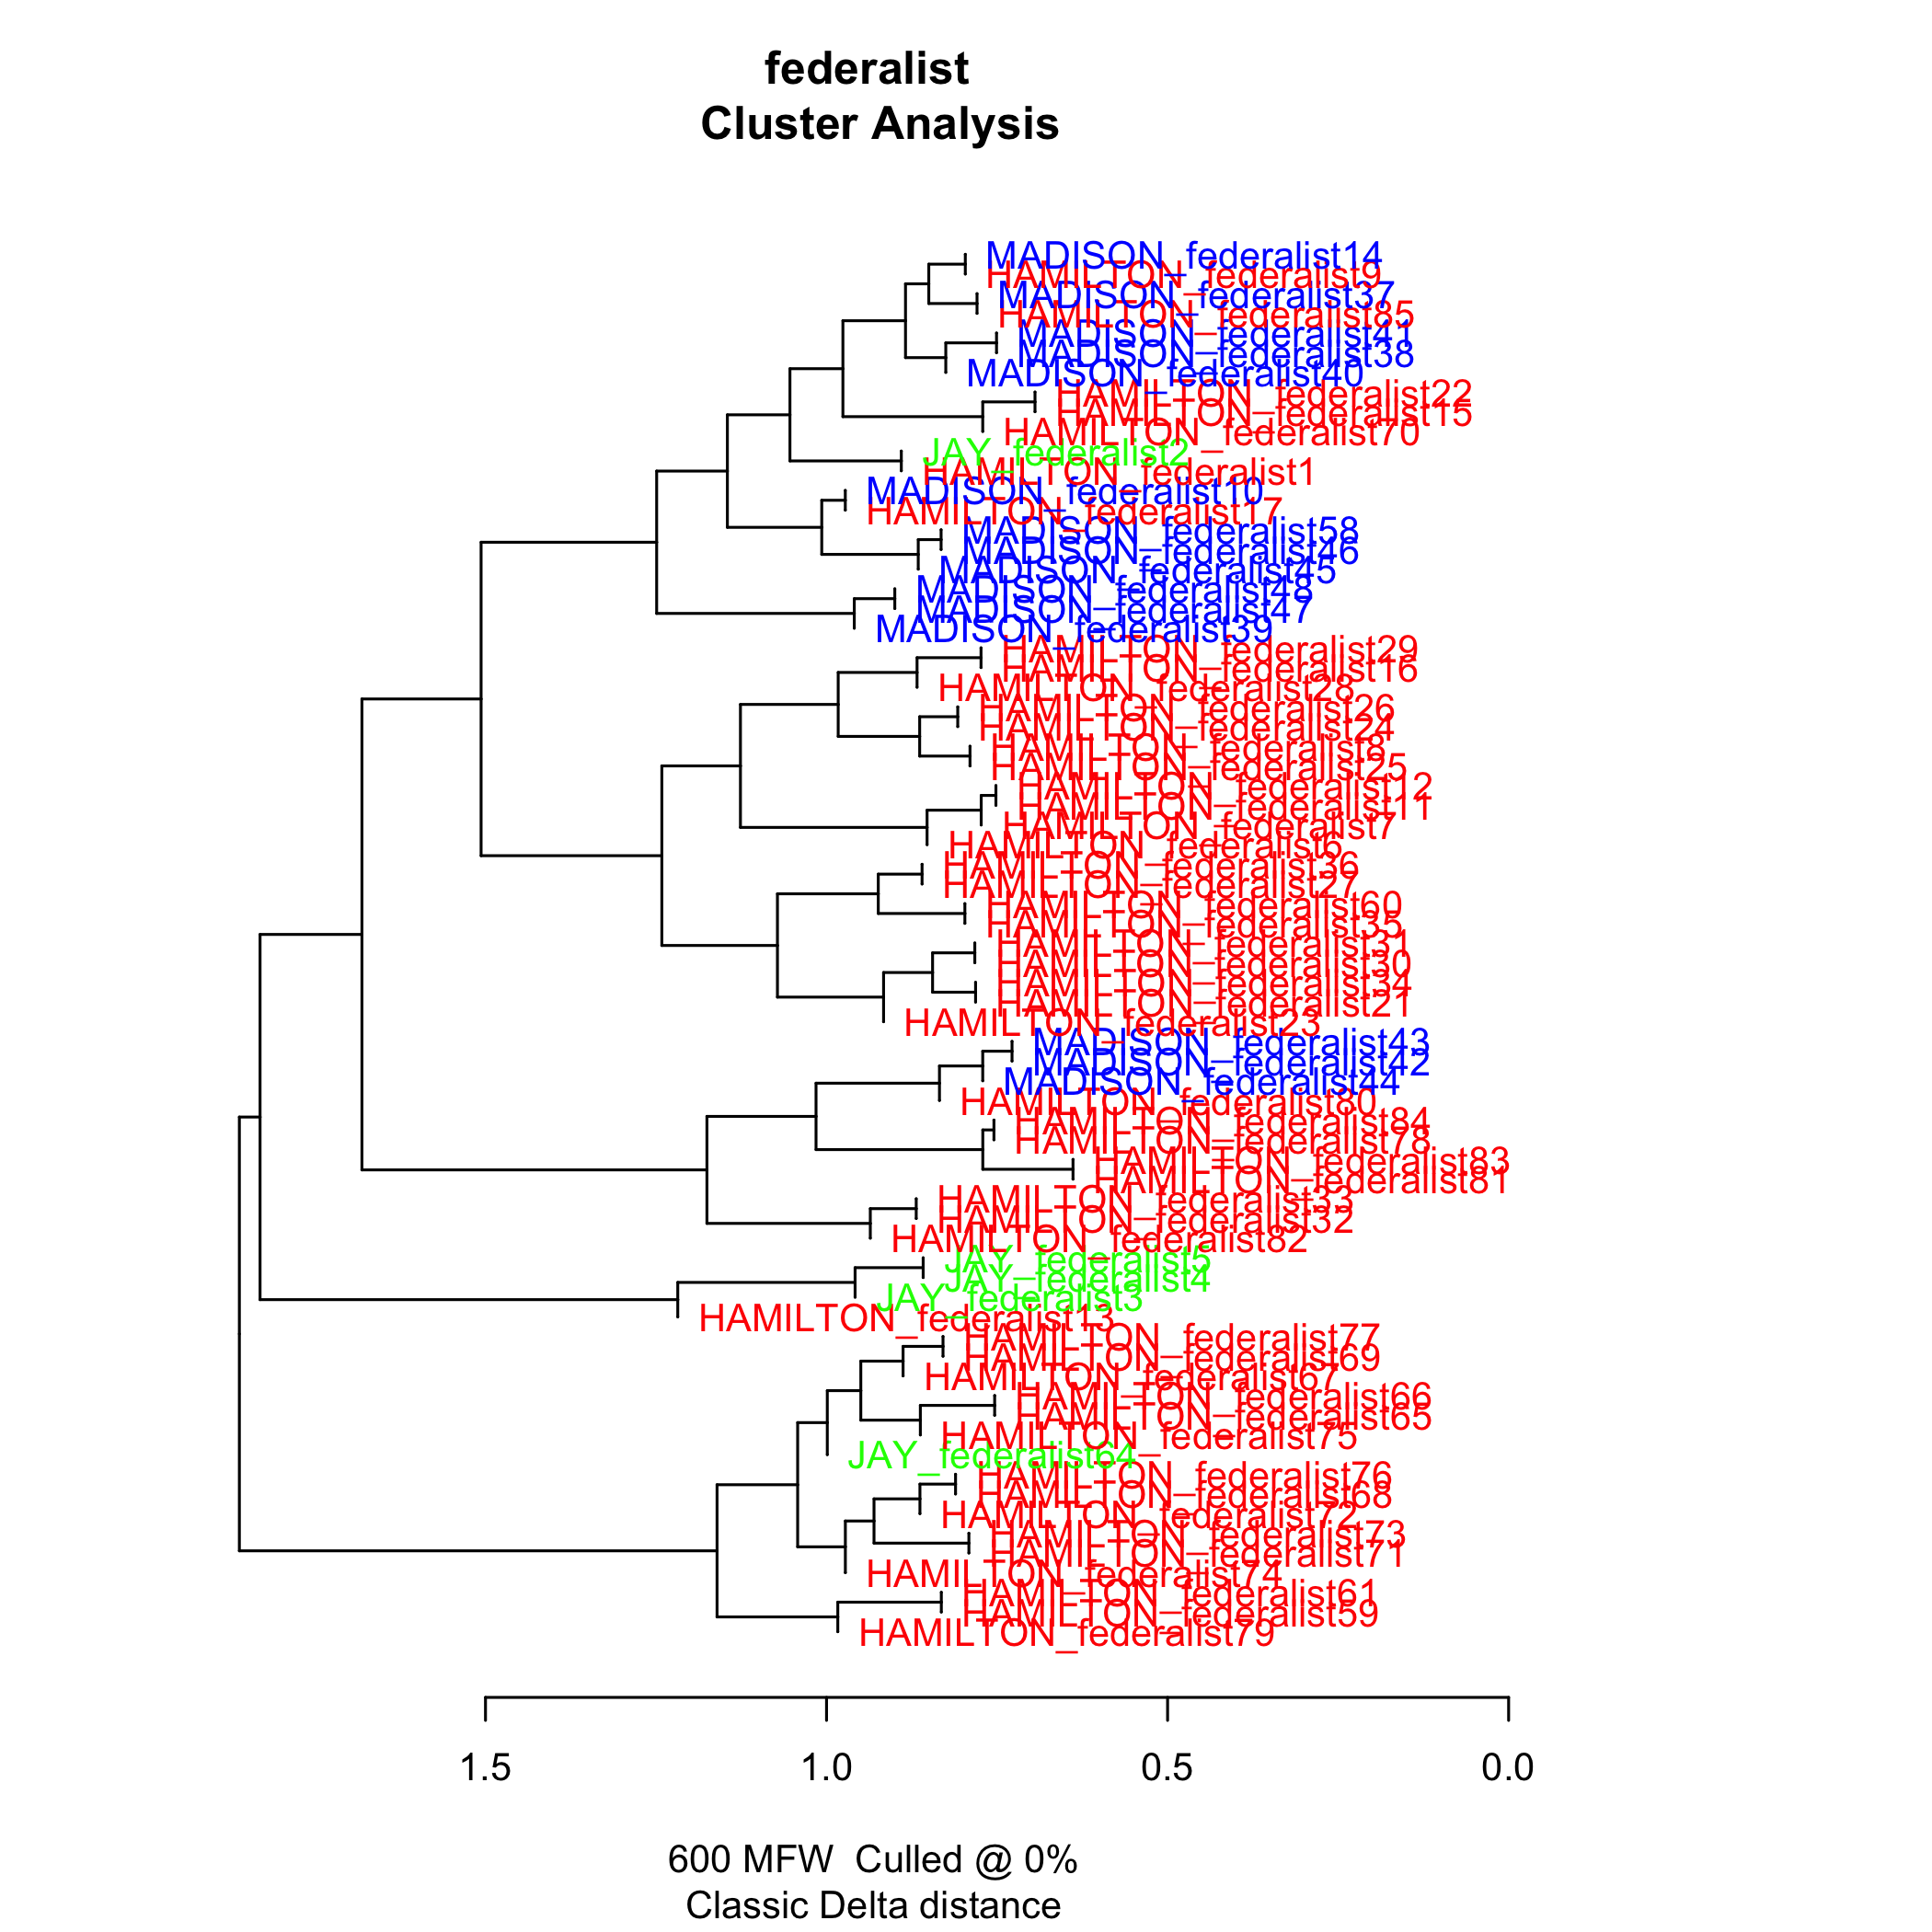 federalist
Cluster Analysis
MADISON_federalist14
HAMILTON_federalist9
MADISON_federalist37
HAMILTON_federalist85
MADISON_federalist41
MADISON_federalist38
MADISON_federalist40
HAMILTON_federalist22
HAMILTON_federalist15
HAMILTON_federalist70
JAY_federalist2
HAMILTON_federalist1
MADISON_federalist10
HAMILTON_federalist17
MADISON_federalist58
MADISON_federalist46
MADISON_federalist45
MADISON_federalist48
MADISON_federalist47
MADISON_federalist39
HAMILTON_federalist29
HAMILTON_federalist16
HAMILTON_federalist28
HAMILTON_federalist26
HAMILTON_federalist24
HAMILTON_federalist8
HAMILTON_federalist25
HAMILTON_federalist12
HAMILTON_federalist11
HAMILTON_federalist7
HAMILTON_federalist6
HAMILTON_federalist36
HAMILTON_federalist27
HAMILTON_federalist60
HAMILTON_federalist35
HAMILTON_federalist31
HAMILTON_federalist30
HAMILTON_federalist34
HAMILTON_federalist21
HAMILTON_federalist23
MADISON_federalist43
MADISON_federalist42
MADISON_federalist44
HAMILTON_federalist80
HAMILTON_federalist84
HAMILTON_federalist78
HAMILTON_federalist83
HAMILTON_federalist81
HAMILTON_federalist33
HAMILTON_federalist32
HAMILTON_federalist82
JAY_federalist5
JAY_federalist4
JAY_federalist3
HAMILTON_federalist13
HAMILTON_federalist77
HAMILTON_federalist69
HAMILTON_federalist67
HAMILTON_federalist66
HAMILTON_federalist65
HAMILTON_federalist75
JAY_federalist64
HAMILTON_federalist76
HAMILTON_federalist68
HAMILTON_federalist72
HAMILTON_federalist73
HAMILTON_federalist71
HAMILTON_federalist74
HAMILTON_federalist61
HAMILTON_federalist59
HAMILTON_federalist79
1.5 1.0 0.5 0.0
600 MFW Culled @ 0%
Classic Delta distance